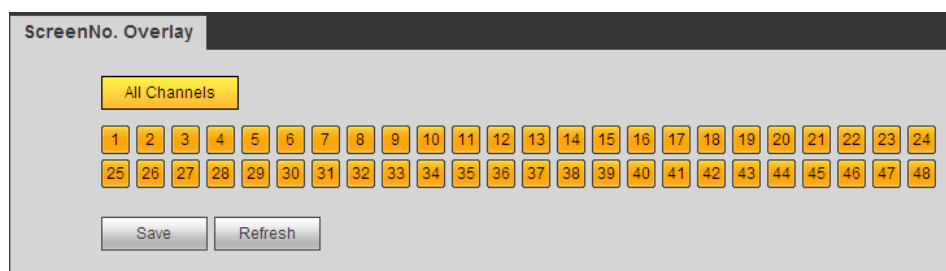 ScreenNo. Overlay
All Channels
1 2 3 4 5 6 7 8 9 10 11 12 13 14 15 16 17 18 19 20 21 22 23 24
25 26 27 28 29 30 31 32 33 34 35 36 37 38 39 40 41 42 43 44 45 46 47 48
Save Refresh